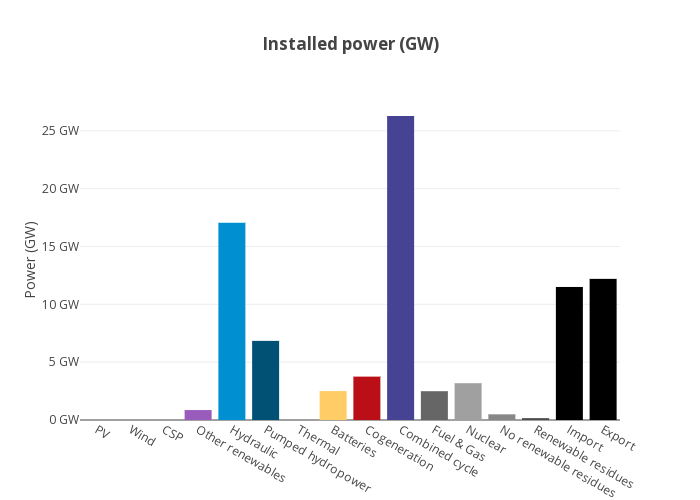 Installed power (GW)
Power (GW)
25 GW
20 GW
15 GW
10 GW
5 GW
0 GW
PV
Wind
CSP
Other renewables
Hydraulic
Pumped hydropower
Thermal
Batteries
Cogeneration
Combined cycle
Fuel & Gas
Nuclear
No renewable residues
Renewable residues
Import
Export